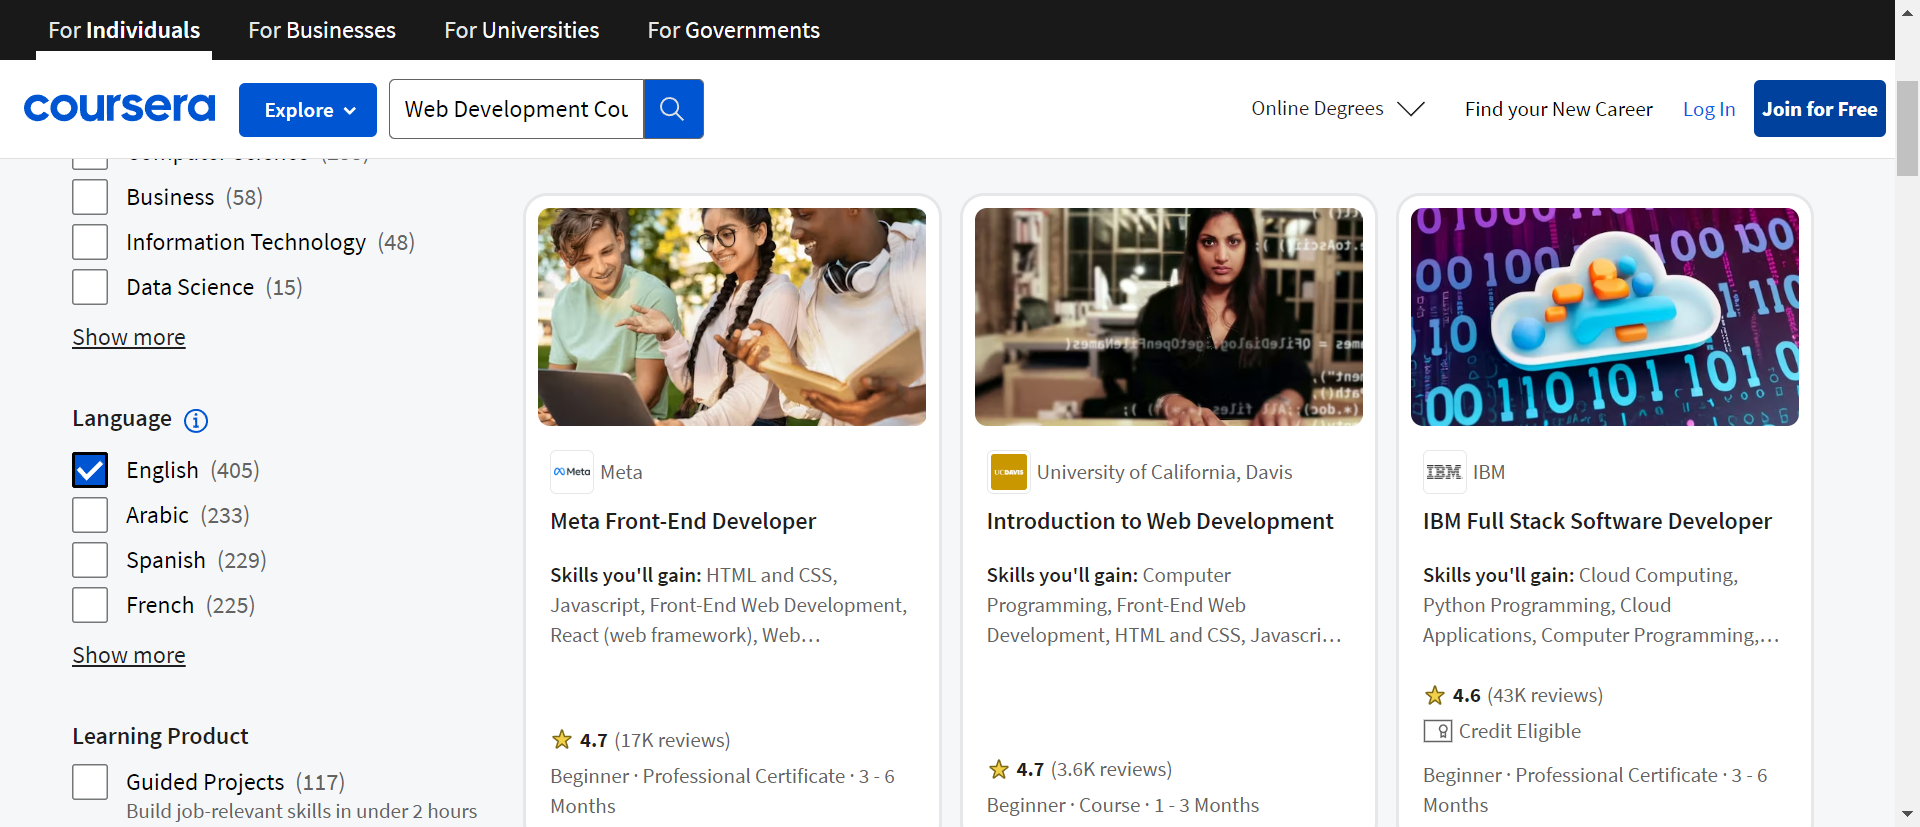 For Individuals
For Businesses
For Universities
For Governments
coursera
Explore
Web Development Cou
Online Degrees
Find your New Career
Log In
Join for Free
Business (58)
Information Technology (48)
Data Science (15)
Show more
Language
English (405)
Arabic (233)
Spanish (229)
French (225)
Show more
Learning Product
Guided Projects (117)
Build job-relevant skills in under 2 hours
Meta
Meta
Meta Front-End Developer
Skills you'll gain: HTML and CSS,
Javascript, Front-End Web Development,
React (web framework), Web...
4.7 (17K reviews)
Beginner · Professional Certificate · 3 - 6
Months
UCDAVIS
University of California, Davis
Introduction to Web Development
Skills you'll gain: Computer
Programming, Front-End Web
Development, HTML and CSS, Javascri...
4.7 (3.6K reviews)
Beginner · Course · 1 - 3 Months
IBM
IBM
IBM Full Stack Software Developer
Skills you'll gain: Cloud Computing,
Python Programming, Cloud
Applications, Computer Programming,...
4.6 (43K reviews)
Credit Eligible
Beginner · Professional Certificate · 3 - 6
Months